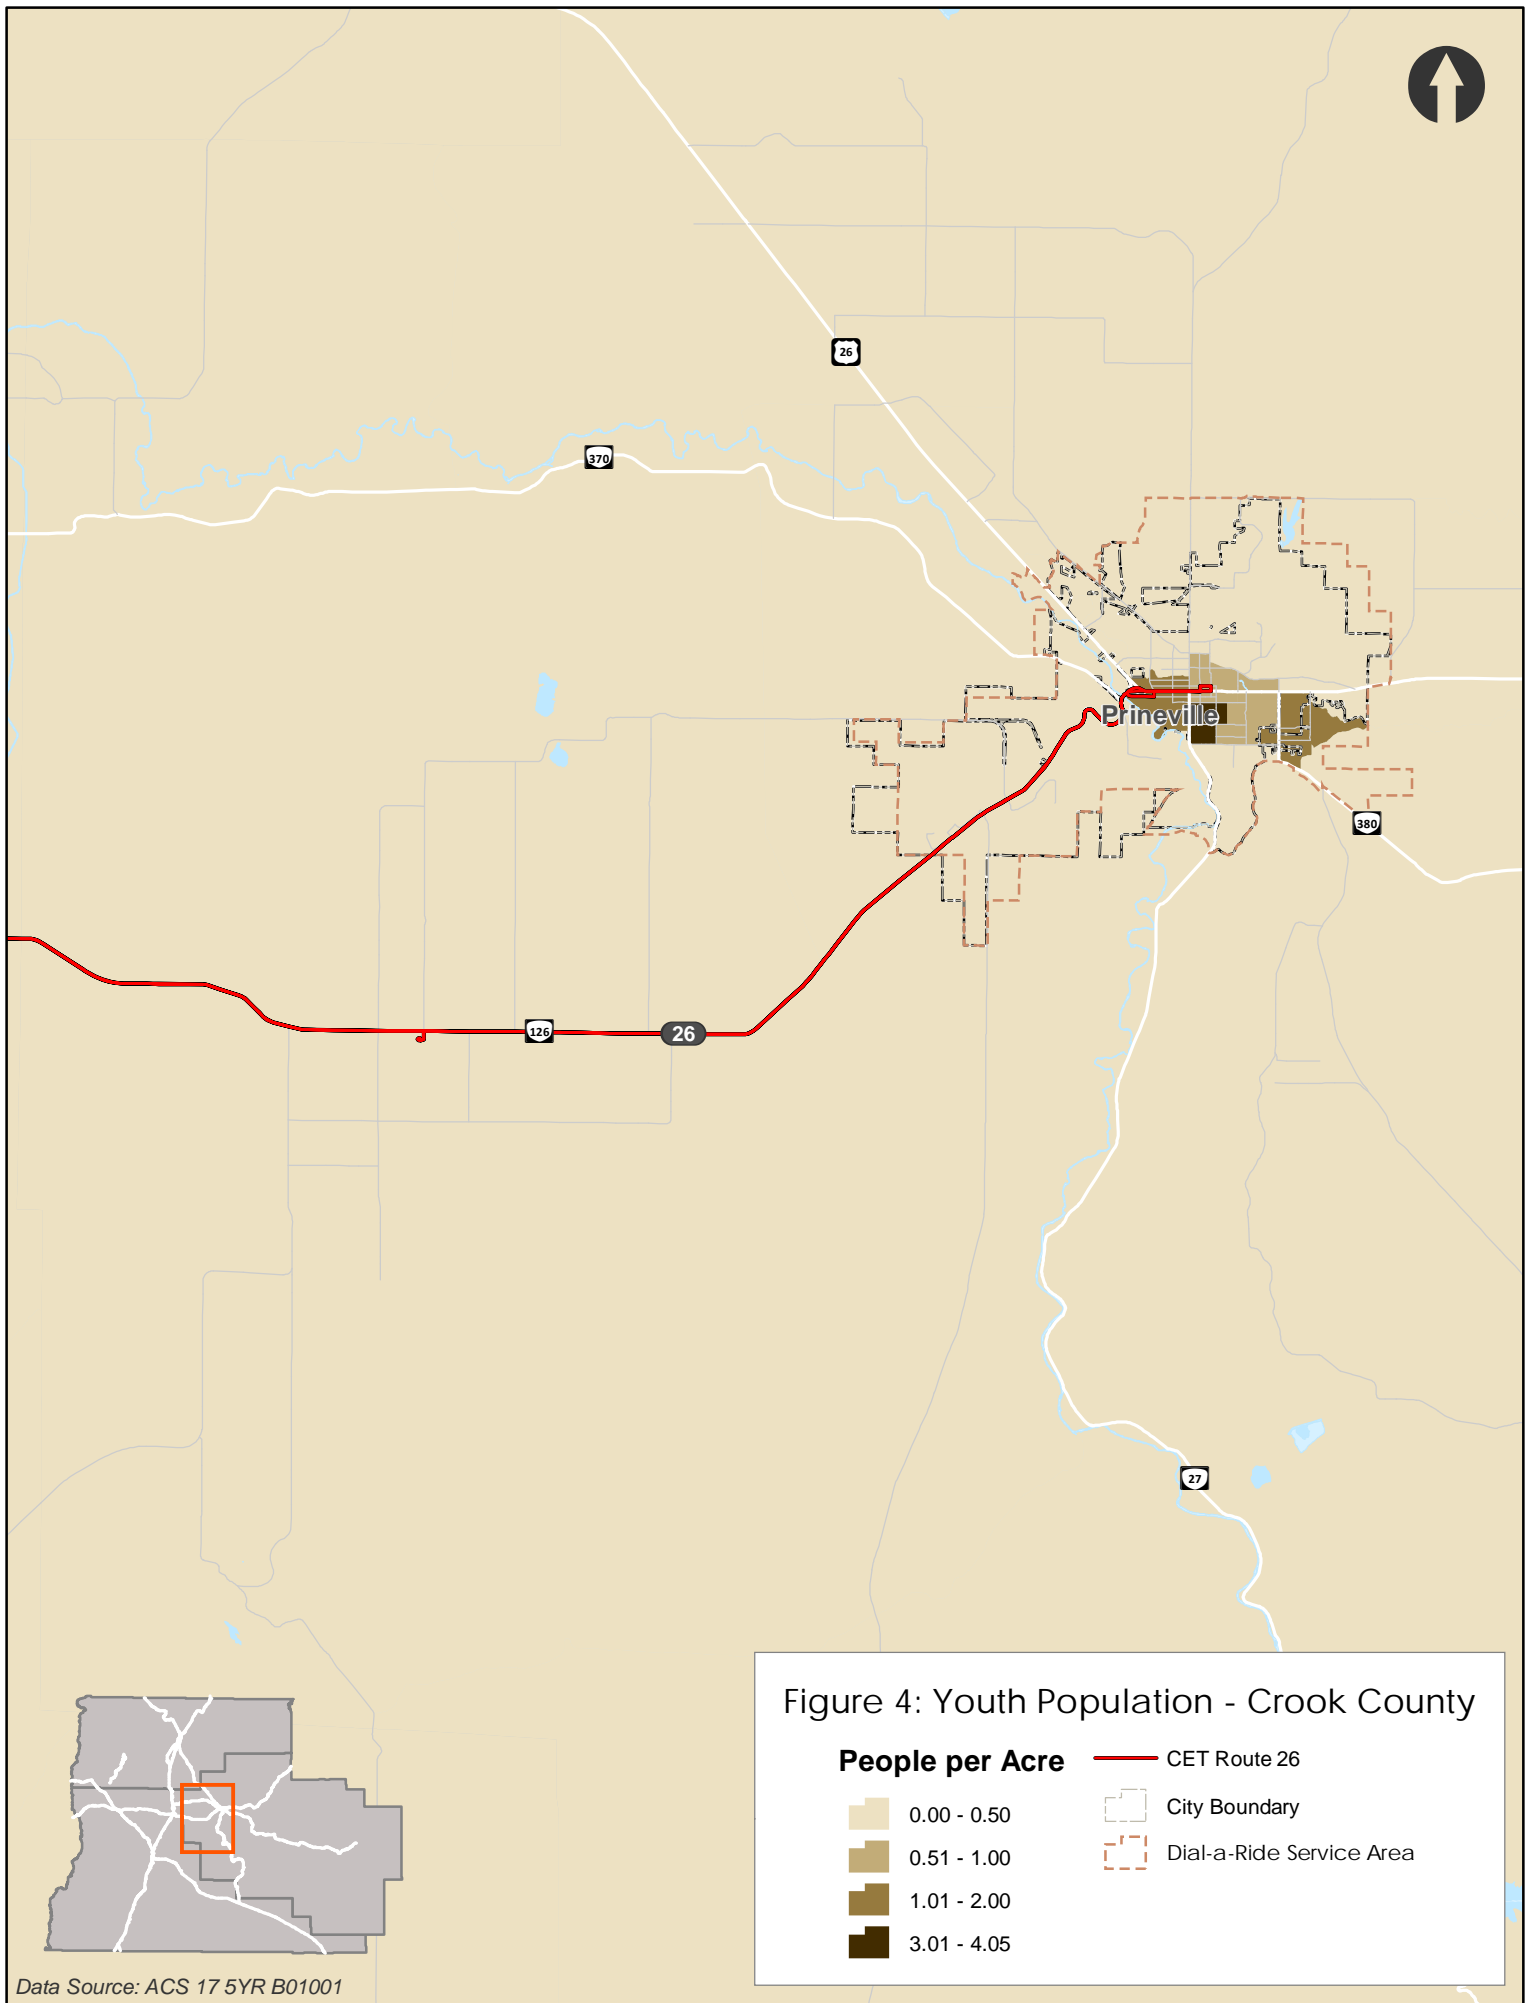 26
370
Prineville
380
126
26
27
Figure 4: Youth Population - Crook County
People per Acre
0.00 - 0.50
0.51 - 1.00
1.01 - 2.00
3.01 - 4.05
CET Route 26
City Boundary
Dial-a-Ride Service Area
Data Source: ACS 17 5YR B01001